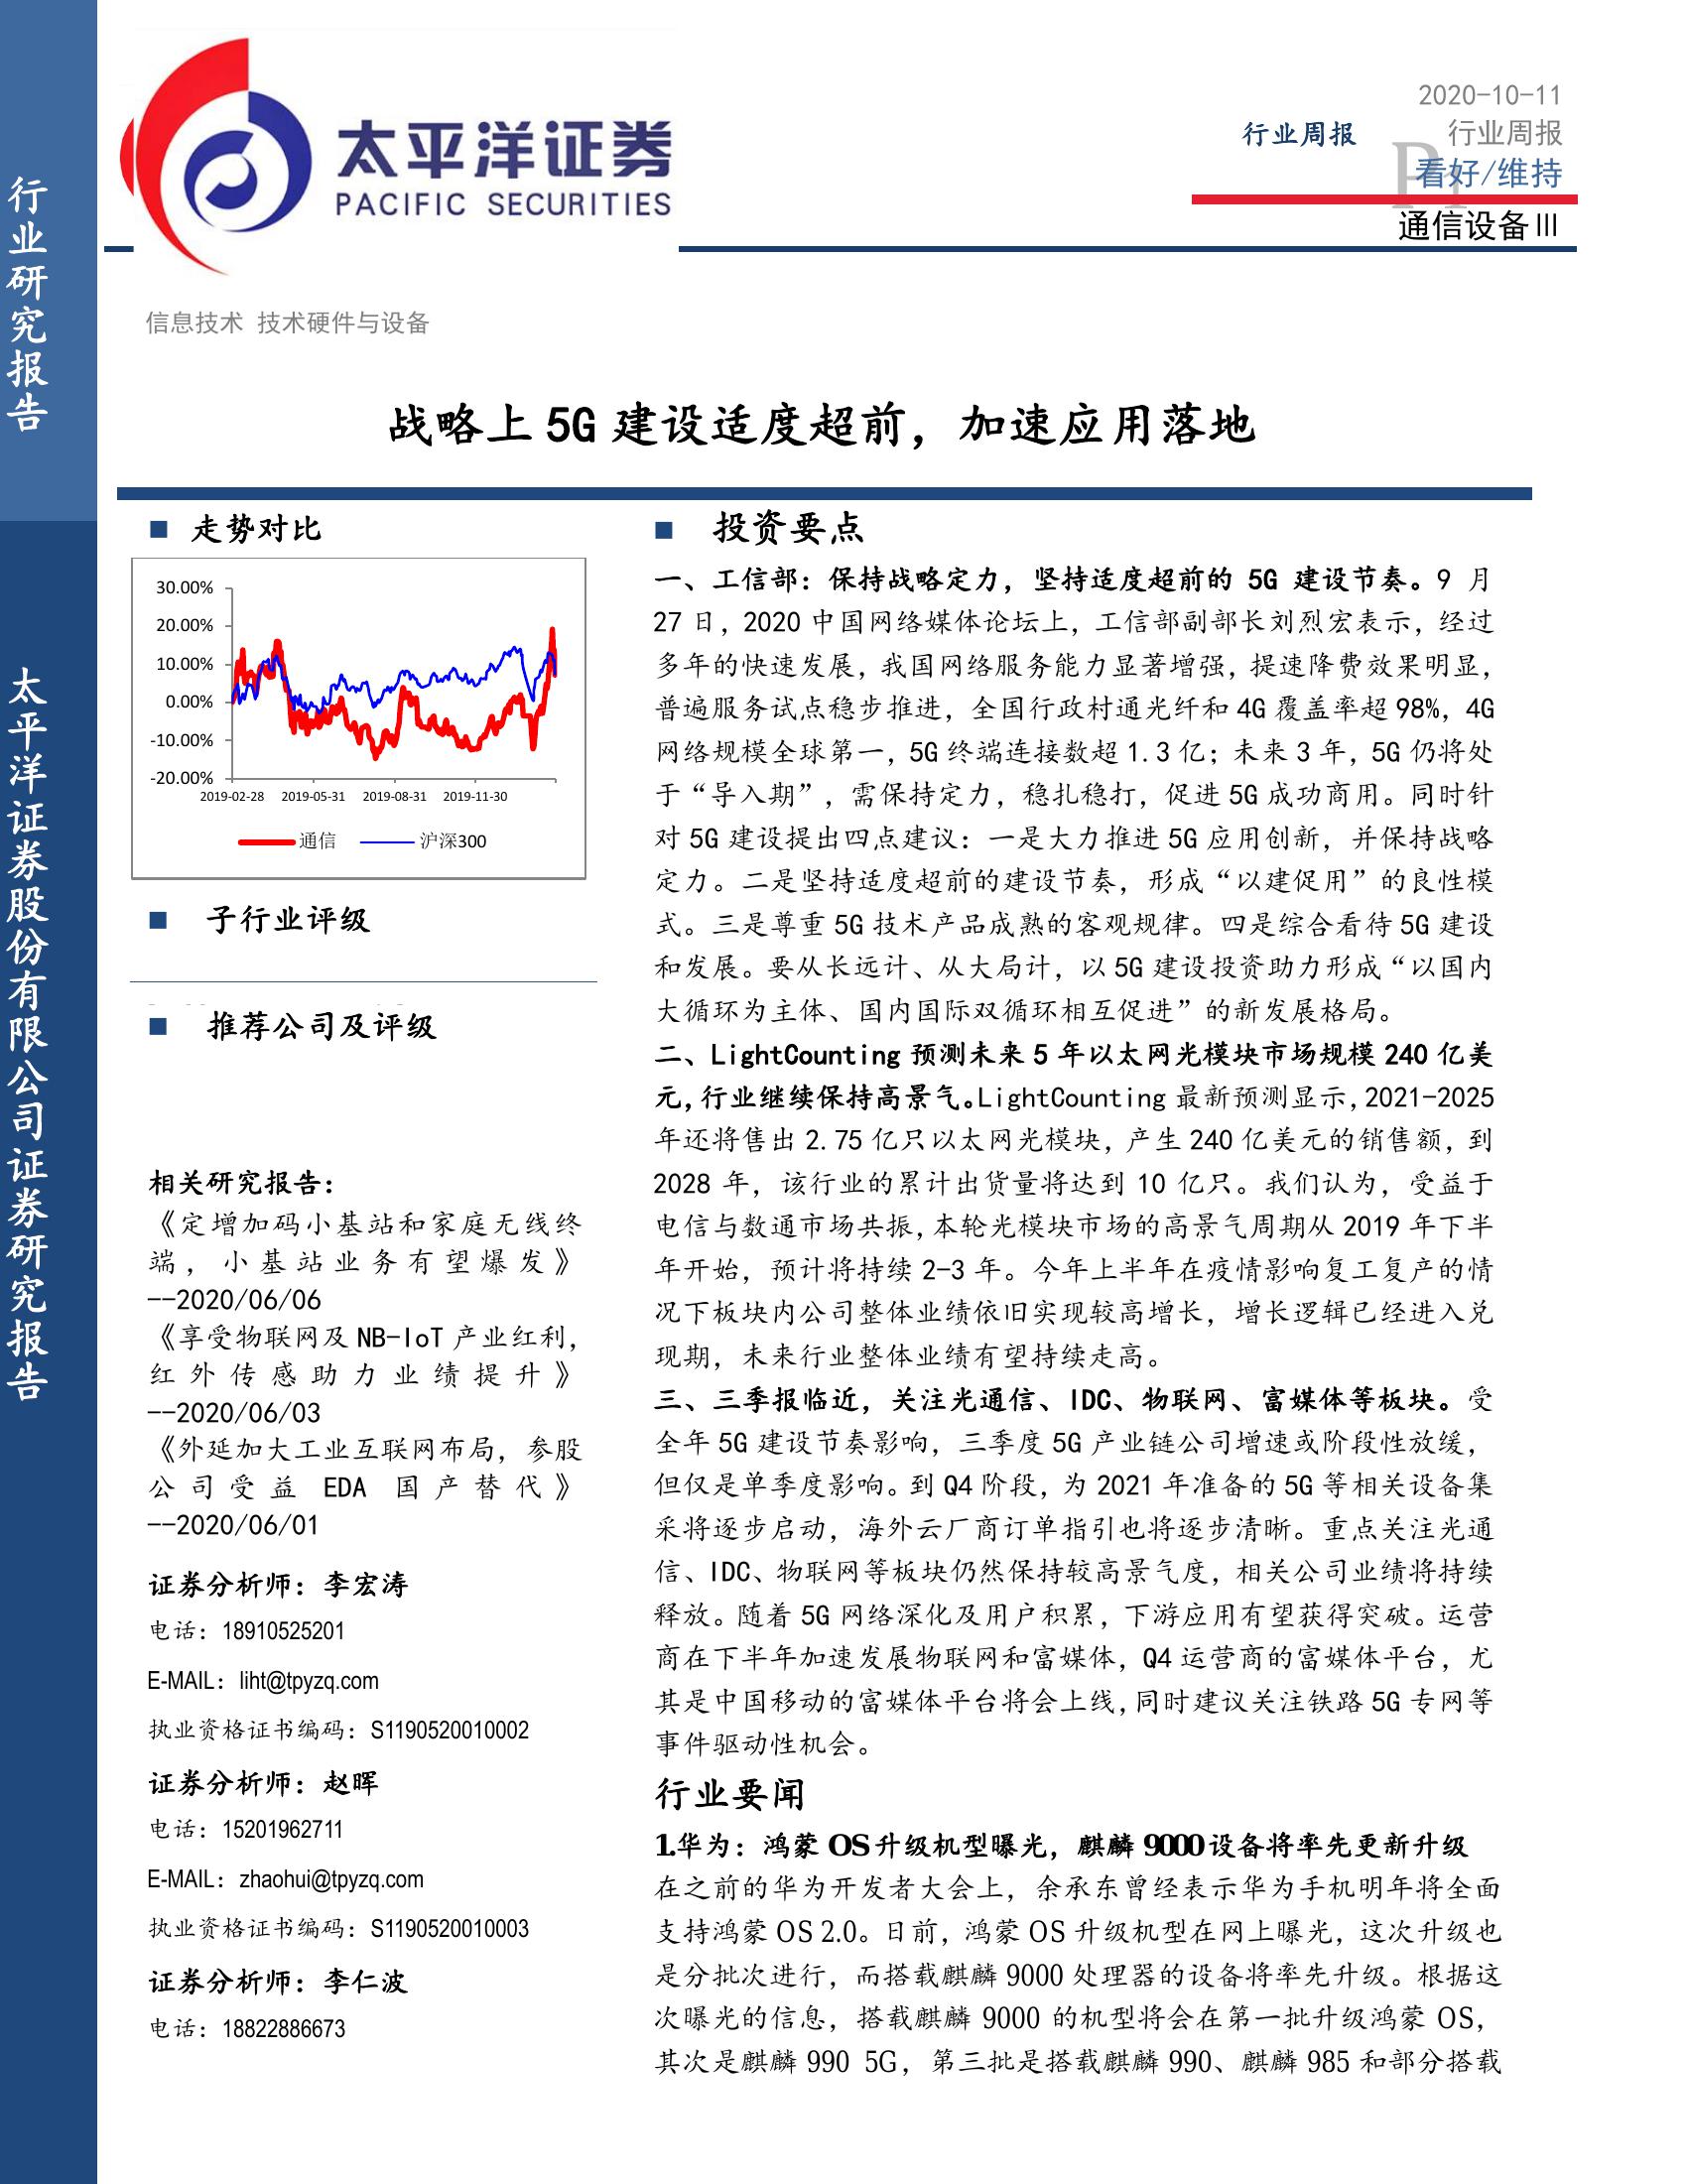 行业研究报告
太平洋证券股份有限公司证券研究报告
太平洋证券
PACIFIC SECURITIES
2020-10-11
行业周报
行业周报
P1
看好/维持
通信设备Ⅲ
信息技术 技术硬件与设备
战略上 5G 建设适度超前，加速应用落地
■ 走势对比
30.00%
20.00%
10.00%
0.00%
-10.00%
-20.00%
2019-02-28 2019-05-31 2019-08-31 2019-11-30
通信 沪深300
■ 子行业评级
■ 推荐公司及评级
相关研究报告：
《定增加码小基站和家庭无线终
端，小基站业务有望爆发》
--2020/06/06
《享受物联网及 NB-IoT 产业红利,
红外传感助力业绩提升》
--2020/06/03
《外延加大工业互联网布局，参股
公司受益 EDA 国产替代》
--2020/06/01
证券分析师：李宏涛
电话：18910525201
E-MAIL：liht@tpyzq.com
执业资格证书编码：S1190520010002
证券分析师：赵晖
电话：15201962711
E-MAIL：zhaohui@tpyzq.com
执业资格证书编码：S1190520010003
证券分析师：李仁波
电话：18822886673
■ 投资要点
一、工信部：保持战略定力，坚持适度超前的 5G 建设节奏。9 月
27 日，2020 中国网络媒体论坛上，工信部副部长刘烈宏表示，经过
多年的快速发展，我国网络服务能力显著增强，提速降费效果明显，
普遍服务试点稳步推进，全国行政村通光纤和 4G 覆盖率超 98%，4G
网络规模全球第一，5G 终端连接数超 1.3 亿；未来 3 年，5G 仍将处
于“导入期”，需保持定力，稳扎稳打，促进 5G 成功商用。同时针
对 5G 建设提出四点建议：一是大力推进 5G 应用创新，并保持战略
定力。二是坚持适度超前的建设节奏，形成“以建促用”的良性模
式。三是尊重 5G 技术产品成熟的客观规律。四是综合看待 5G 建设
和发展。要从长远计、从大局计，以 5G 建设投资助力形成“以国内
大循环为主体、国内国际双循环相互促进”的新发展格局。
二、LightCounting 预测未来 5 年以太网光模块市场规模 240 亿美
元,行业继续保持高景气。LightCounting 最新预测显示,2021-2025
年还将售出 2.75 亿只以太网光模块，产生 240 亿美元的销售额，到
2028 年，该行业的累计出货量将达到 10 亿只。我们认为，受益于
电信与数通市场共振,本轮光模块市场的高景气周期从 2019 年下半
年开始，预计将持续 2-3 年。今年上半年在疫情影响复工复产的情
况下板块内公司整体业绩依旧实现较高增长，增长逻辑已经进入兑
现期，未来行业整体业绩有望持续走高。
三、三季报临近，关注光通信、IDC、物联网、富媒体等板块。受
全年 5G 建设节奏影响，三季度 5G 产业链公司增速或阶段性放缓，
但仅是单季度影响。到 Q4 阶段，为 2021 年准备的 5G 等相关设备集
采将逐步启动，海外云厂商订单指引也将逐步清晰。重点关注光通
信、IDC、物联网等板块仍然保持较高景气度，相关公司业绩将持续
释放。随着 5G 网络深化及用户积累，下游应用有望获得突破。运营
商在下半年加速发展物联网和富媒体，Q4 运营商的富媒体平台，尤
其是中国移动的富媒体平台将会上线,同时建议关注铁路 5G 专网等
事件驱动性机会。
行业要闻
1.华为：鸿蒙 OS 升级机型曝光，麒麟 9000 设备将率先更新升级
在之前的华为开发者大会上，余承东曾经表示华为手机明年将全面
支持鸿蒙 OS 2.0。日前，鸿蒙 OS 升级机型在网上曝光，这次升级也
是分批次进行，而搭载麒麟 9000 处理器的设备将率先升级。根据这
次曝光的信息，搭载麒麟 9000 的机型将会在第一批升级鸿蒙 OS，
其次是麒麟 990 5G，第三批是搭载麒麟 990、麒麟 985 和部分搭载